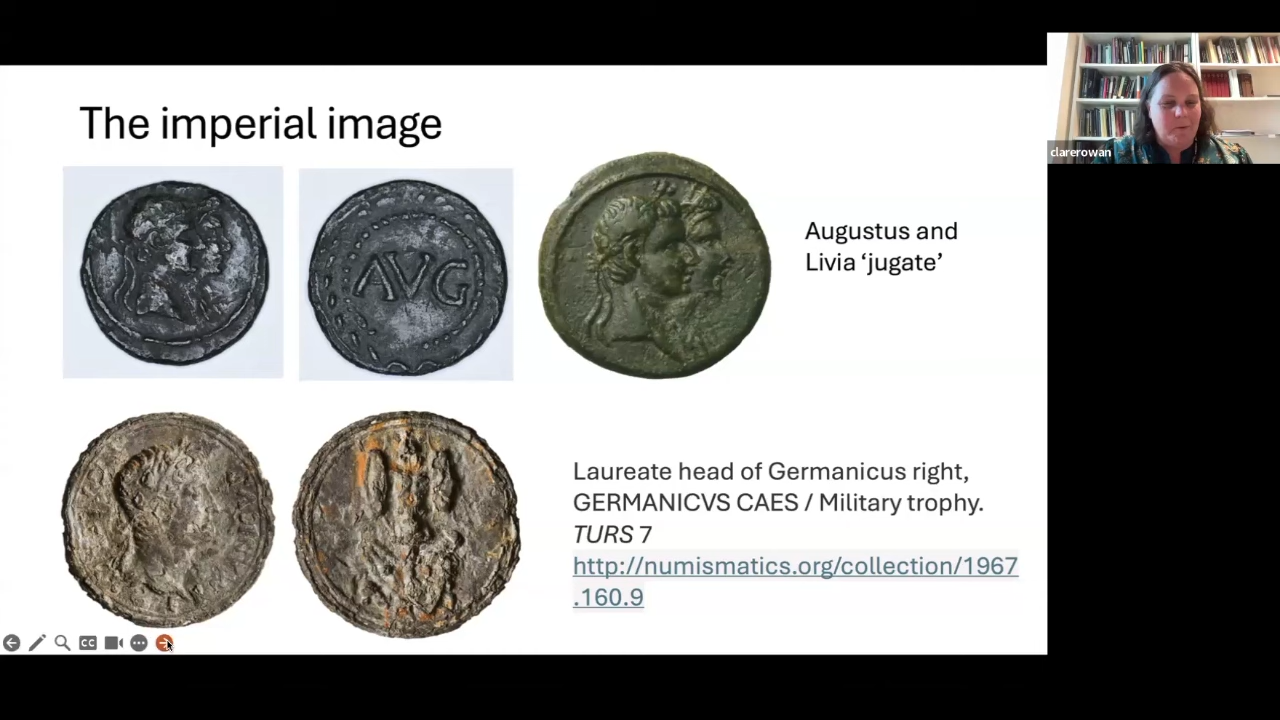 The imperial image
clarerowan
AVG
Augustus and
Livia ‘jugate’
Laureate head of Germanicus right,
GERMANICVS CAES / Military trophy.
TURS 7
http://numismatics.org/collection/1967
.160.9
CC